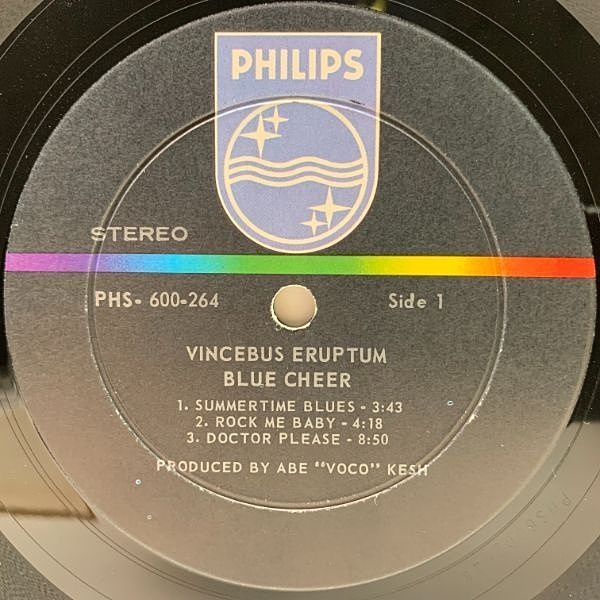 PHILIPS
STEREO
PHS- 600-264
Side 1
VINCEBUS ERUPTUM
BLUE CHEER
1. SUMMERTIME BLUES - 3:43
2. ROCK ME BABY - 4:18
3. DOCTOR PLEASE - 8:50
PRODUCED BY ABE "VOCO" KESH